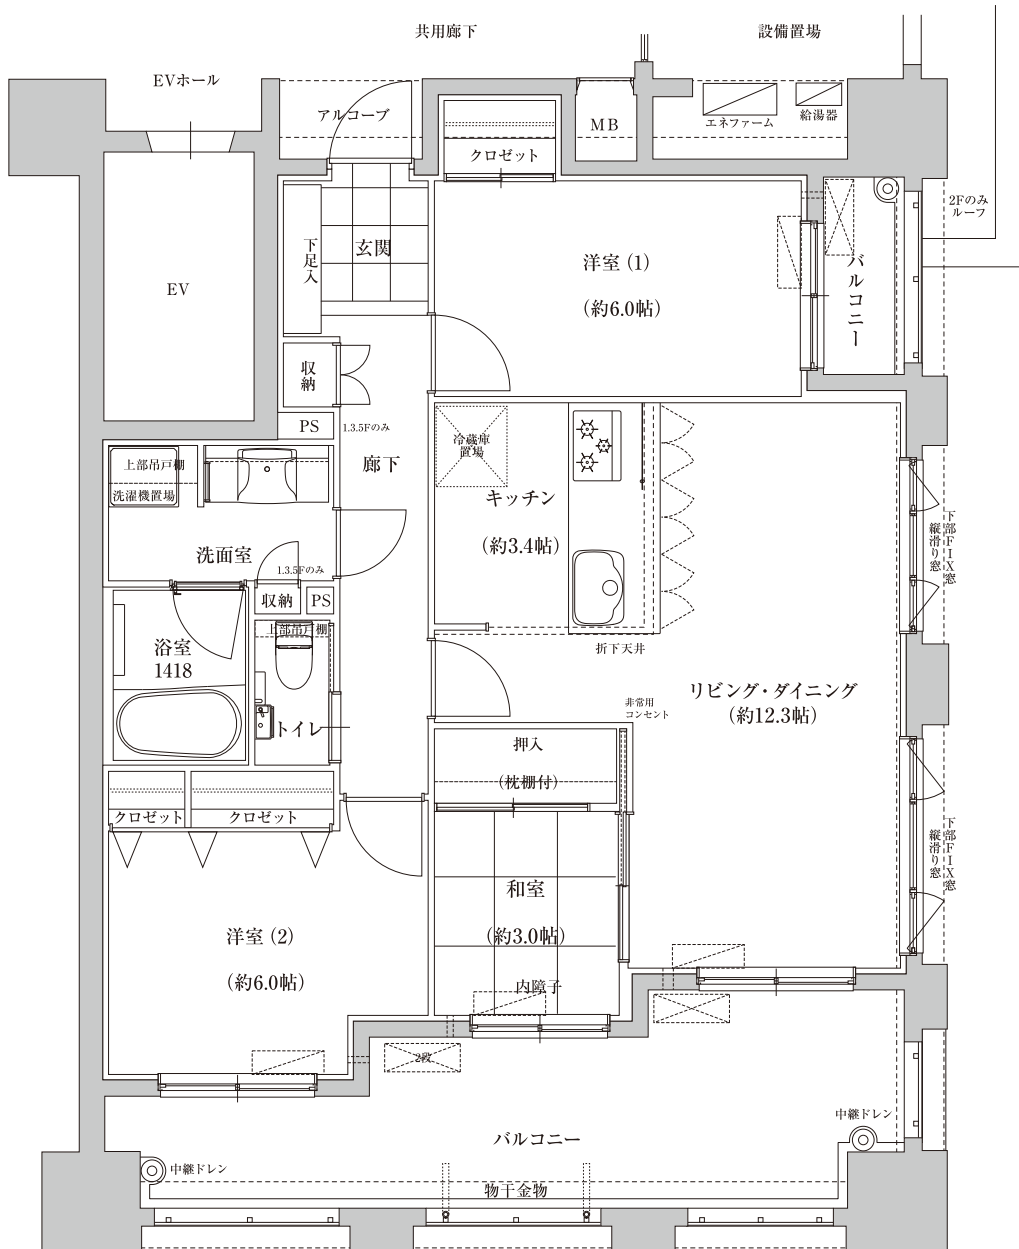 共用廊下
設備置場
EVホール
アルコーブ
エネファーム
給湯器
MB
クロゼット
2Fのみ
ルーフ
下足入
玄関
洋室(1)
(約6.0帖)
バルコニー
EV
収納
PS
1.3.5Fのみ
廊下
冷蔵庫
置場
キッチン
(約3.4帖)
上部吊戸棚
洗濯機置場
洗面室
1.3.5Fのみ
収納
PS
下部FIX窓
縦滑り窓
浴室
1418
上部吊戸棚
トイレ
折下天井
非常用
コンセント
リビング・ダイニング
(約12.3帖)
押入
(枕棚付)
クロゼット
クロゼット
下部FIX窓
縦滑り窓
和室
(約3.0帖)
洋室(2)
(約6.0帖)
内障子
2段
バルコニー
中継ドレン
中継ドレン
物干金物